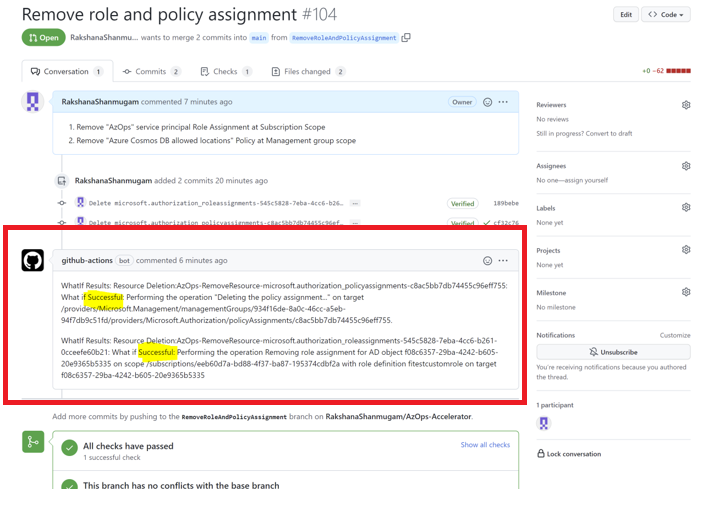 Remove role and policy assignment #104
Edit
Code
Open
RakshanaShanmu... wants to merge 2 commits into main from RemoveRoleAndPolicyAssignment
Conversation 1
Commits 2
Checks 1
Files changed 2
+0 −62
RakshanaShanmugam commented 7 minutes ago
Owner
1. Remove "AzOps" service principal Role Assignment at Subscription Scope
2. Remove "Azure Cosmos DB allowed locations" Policy at Management group scope
RakshanaShanmugam added 2 commits 20 minutes ago
Delete microsoft.authorization_roleassignments-545c5828-7eba-4cc6-b26…
Verified
189bebe
Delete microsoft.authorization_policyassignments-c8ac5bb7db74455c96ef…
Verified
cf32c76
github-actions bot commented 6 minutes ago
WhatIf Results: Resource Deletion:AzOps-RemoveResource-microsoft.authorization_policyassignments-c8ac5bb7db74455c96eff755:
What if Successful: Performing the operation "Deleting the policy assignment..." on target
/providers/Microsoft.Management/managementGroups/934f16de-8a0c-46cc-a5eb-
94f7db9c51fd/providers/Microsoft.Authorization/policyAssignments/c8ac5bb7db74455c96eff755.
WhatIf Results: Resource Deletion:AzOps-RemoveResource-microsoft.authorization_roleassignments-545c5828-7eba-4cc6-b261-
0cceefe60b21: What if Successful: Performing the operation Removing role assignment for AD object f08c6357-29ba-4242-b605-
20e9365b5335 on scope /subscriptions/eeb60d7a-bd88-4f37-ba87-195374cdbf2a with role definition fitestcustomrole on target
f08c6357-29ba-4242-b605-20e9365b5335
Add more commits by pushing to the RemoveRoleAndPolicyAssignment branch on RakshanaShanmugam/AzOps-Accelerator.
All checks have passed
1 successful check
Show all checks
This branch has no conflicts with the base branch
Reviewers
No reviews
Still in progress? Convert to draft
Assignees
No one—assign yourself
Labels
None yet
Projects
None yet
Milestone
No milestone
Notifications
Customize
Unsubscribe
You're receiving notifications because you authored
the thread.
1 participant
Lock conversation